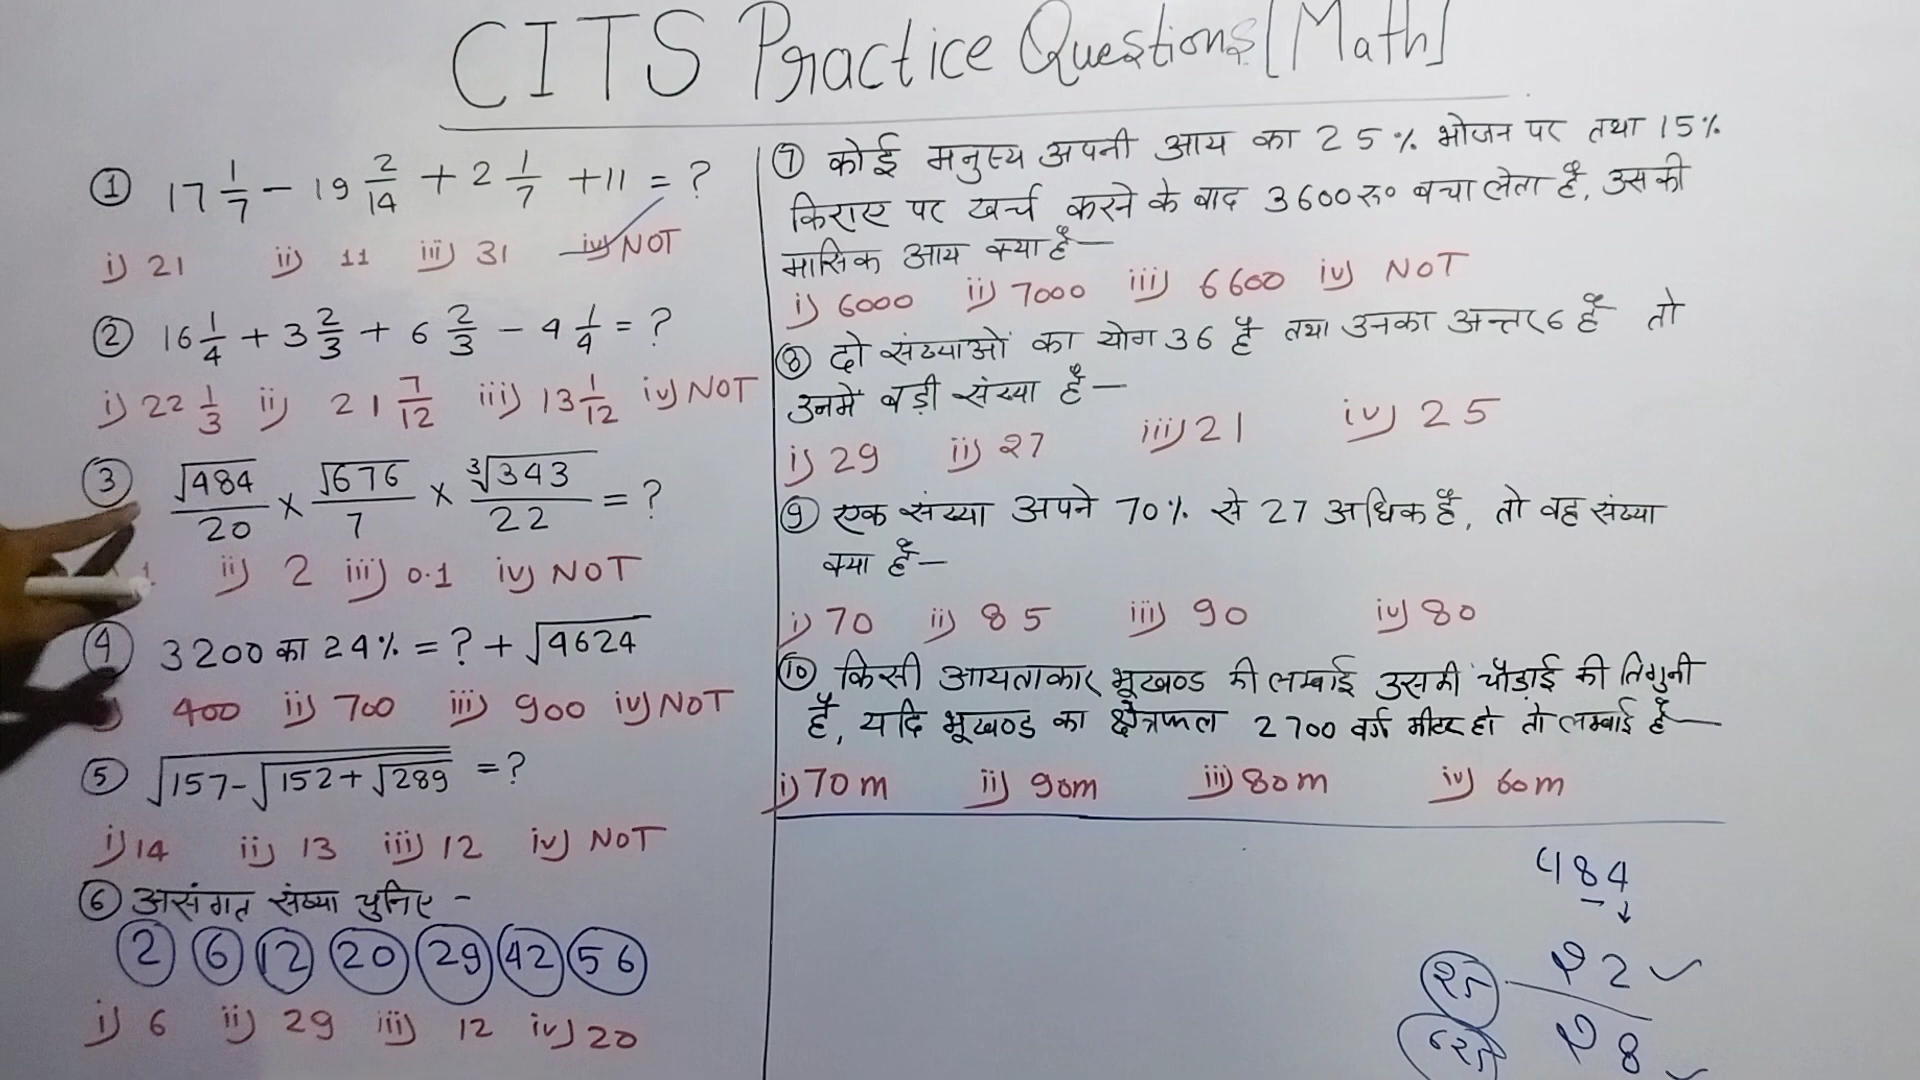 CITS Practice Questions [Math]
① 17 1/7 - 19 2/14 + 2 1/7 + 11 = ?
i) 21 ii) 11 iii) 31 iv) NOT
② 16 1/4 + 3 2/3 + 6 2/3 - 4 1/4 = ?
i) 22 1/3 ii) 21 7/12 iii) 13 1/12 iv) NOT
③ √484/20 × √676/7 × ∛343/22 = ?
ii) 2 iii) 0.1 iv) NOT
④ 3200 का 24% = ? + √4624
400 ii) 700 iii) 900 iv) NOT
⑤ √157-√152+√289 = ?
i) 14 ii) 13 iii) 12 iv) NOT
⑥ असंगत संख्या चुनिए -
2 6 12 20 29 42 56
i) 6 ii) 29 iii) 12 iv) 20
⑦ कोई मनुस्य अपनी आय का 25% भोजन पर तथा 15%
किराए पर खर्च करने के बाद 3600रु० बचा लेता है, उसकी
मासिक आय क्या है—
i) 6000 ii) 7000 iii) 6600 iv) NOT
⑧ दो संख्याओं का योग 36 है तथा उनका अन्तर 6 है तो
उनमें बड़ी संख्या है—
i) 29 ii) 27 iii) 21 iv) 25
⑨ एक संख्या अपने 70% से 27 अधिक है, तो वह संख्या
क्या है—
i) 70 ii) 85 iii) 90 iv) 80
⑩ किसी आयताकार भूखण्ड की लम्बाई उसकी चौड़ाई की तिगुनी
है, यदि भूखण्ड का क्षेत्रफल 2700 वर्ग मीटर हो तो लम्बाई है—
i) 70m ii) 90m iii) 80m iv) 60m
484
22
28